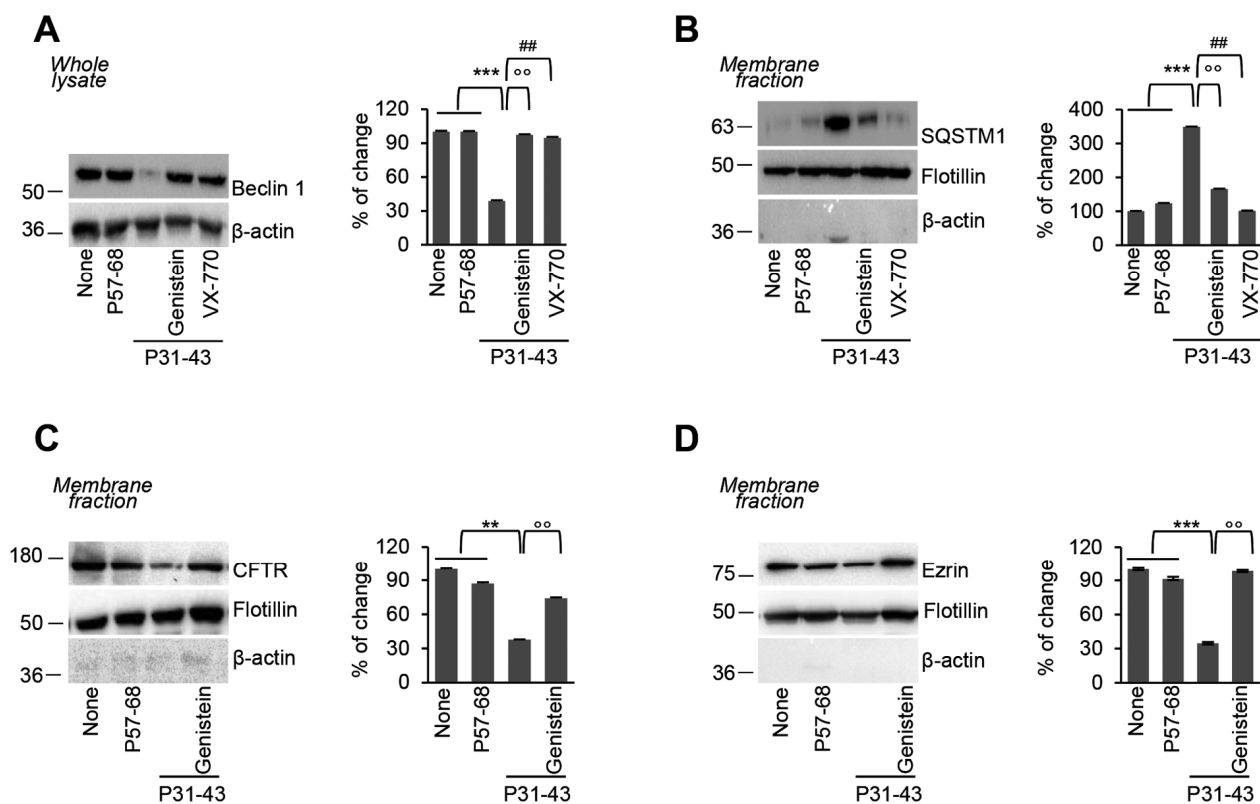 A
Whole
lysate
50
36
Beclin 1
β-actin
None
P57-68
Genistein
VX-770
P31-43
% of change
120
90
60
30
0
***
°°
##
None
P57-68
Genistein
VX-770
P31-43
B
Membrane
fraction
63
50
36
SQSTM1
Flotillin
β-actin
None
P57-68
Genistein
VX-770
P31-43
% of change
400
300
200
100
0
***
°°
##
None
P57-68
Genistein
VX-770
P31-43
C
Membrane
fraction
180
50
36
CFTR
Flotillin
β-actin
None
P57-68
Genistein
P31-43
% of change
120
90
60
30
0
**
°°
None
P57-68
Genistein
P31-43
D
Membrane
fraction
75
50
36
Ezrin
Flotillin
β-actin
None
P57-68
Genistein
P31-43
% of change
120
90
60
30
0
***
°°
None
P57-68
Genistein
P31-43